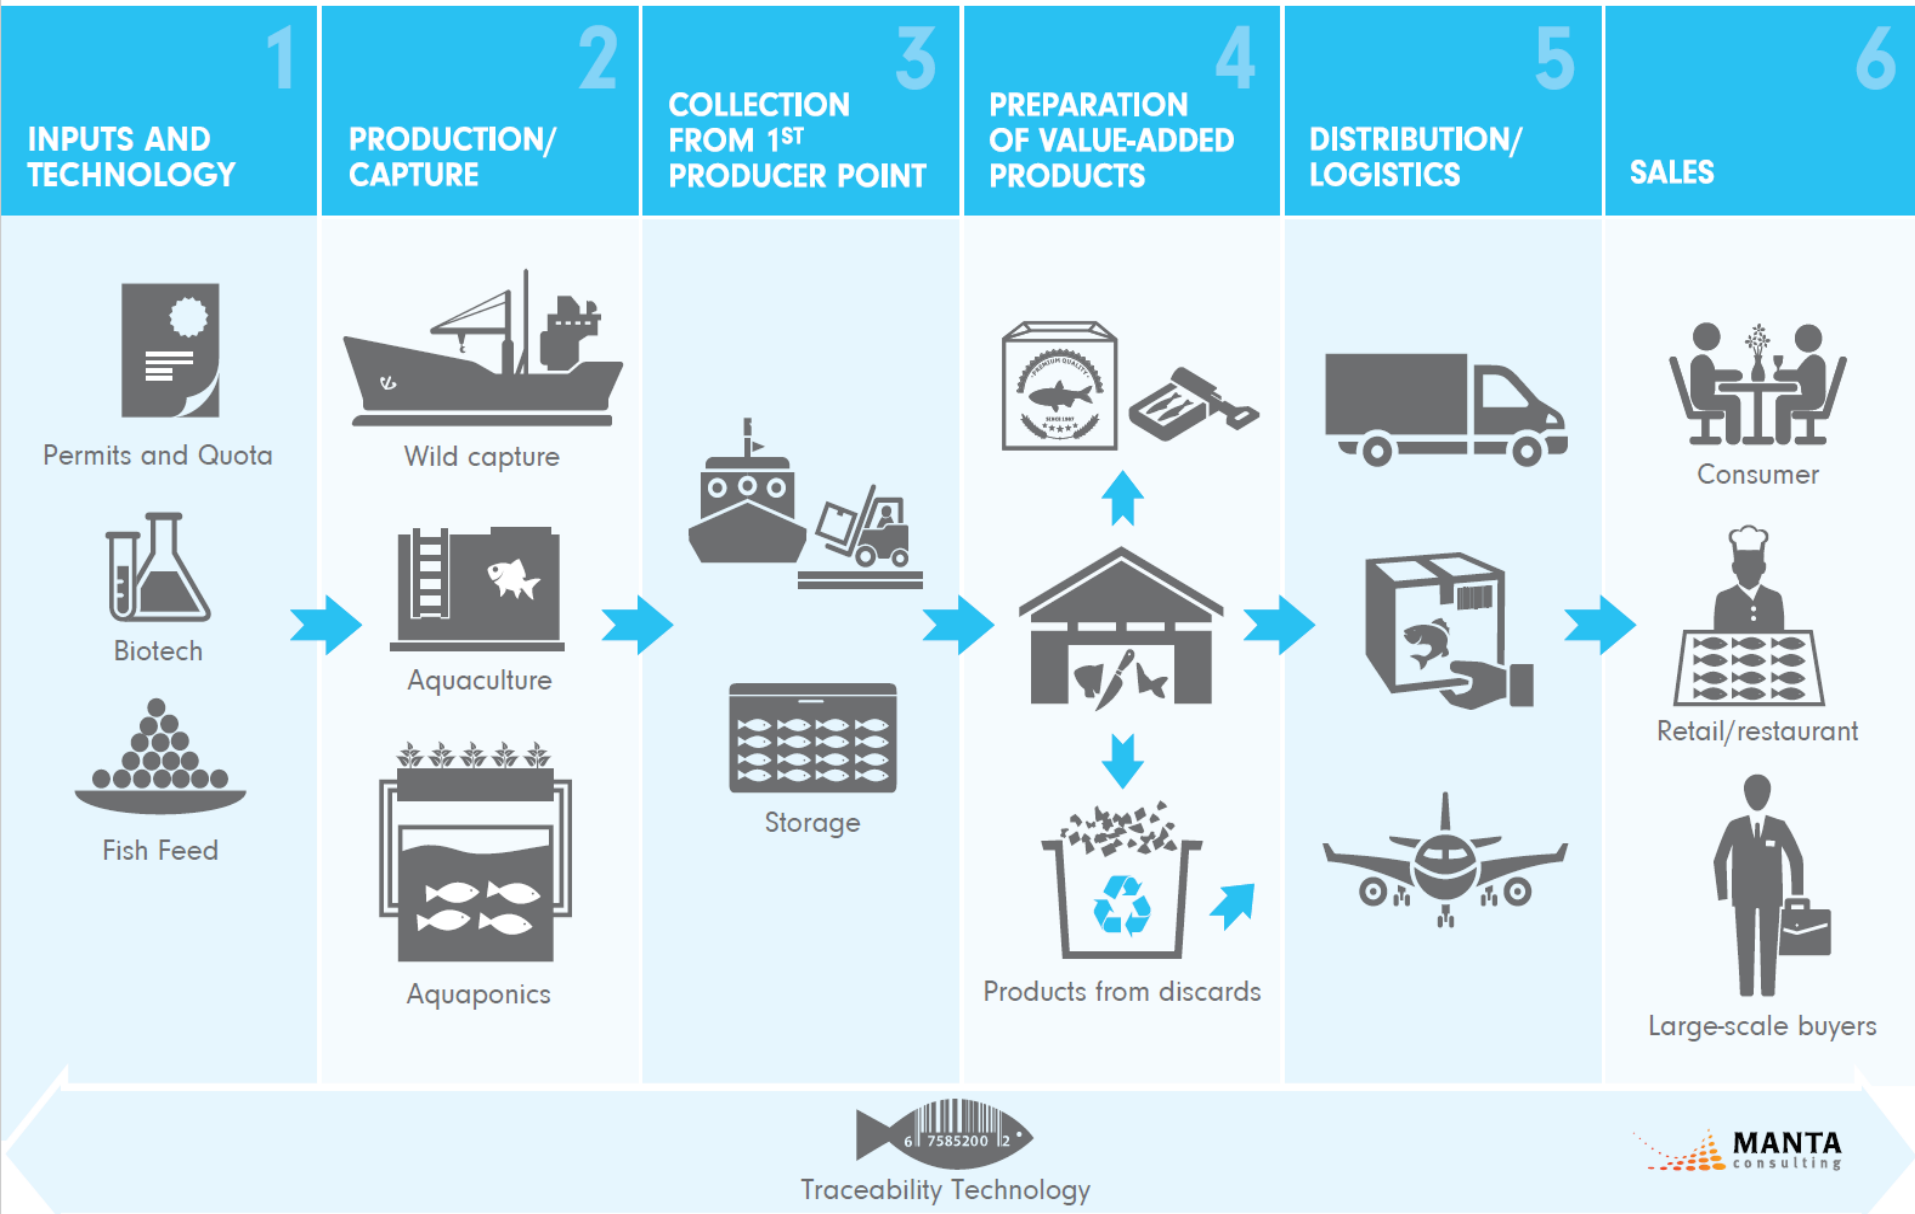 1
INPUTS AND
TECHNOLOGY
2
PRODUCTION/
CAPTURE
3
COLLECTION
FROM 1ST
PRODUCER POINT
4
PREPARATION
OF VALUE-ADDED
PRODUCTS
5
DISTRIBUTION/
LOGISTICS
6
SALES
Permits and Quota
Biotech
Fish Feed
Wild capture
Aquaculture
Aquaponics
Storage
PREMIUM QUALITY
Products from discards
Consumer
Retail/restaurant
Large-scale buyers
6 7585200 2
Traceability Technology
MANTA
consulting